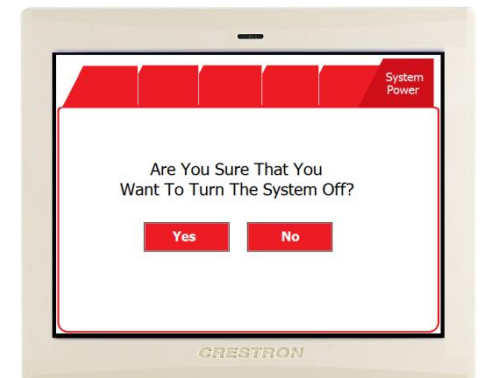 System
Power
Are You Sure That You
Want To Turn The System Off?
Yes
No
CRESTRON